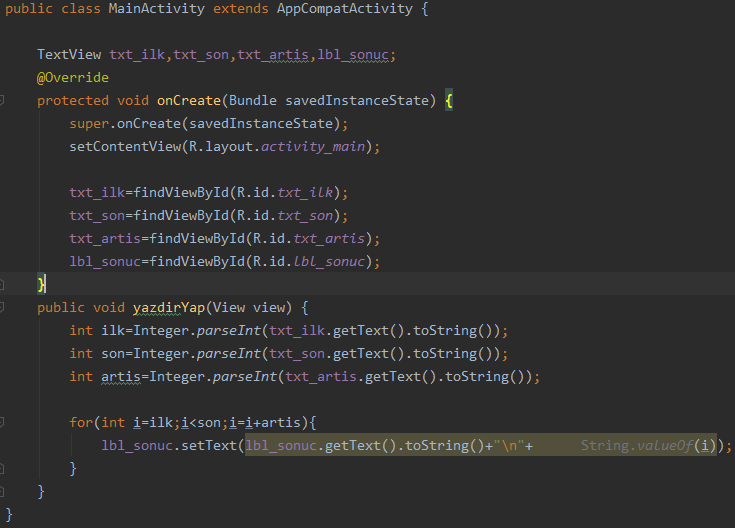 public class MainActivity extends AppCompatActivity {
TextView txt_ilk,txt_son,txt_artis,lbl_sonuc;
@Override
protected void onCreate(Bundle savedInstanceState) {
super.onCreate(savedInstanceState);
setContentView(R.layout.activity_main);
txt_ilk=findViewById(R.id.txt_ilk);
txt_son=findViewById(R.id.txt_son);
txt_artis=findViewById(R.id.txt_artis);
lbl_sonuc=findViewById(R.id.lbl_sonuc);
}
public void yazdirYap(View view) {
int ilk=Integer.parseInt(txt_ilk.getText().toString());
int son=Integer.parseInt(txt_son.getText().toString());
int artis=Integer.parseInt(txt_artis.getText().toString());
for(int i=ilk;i<son;i=i+artis){
lbl_sonuc.setText(lbl_sonuc.getText().toString()+"\n"+ String.valueOf(i));
}
}
}